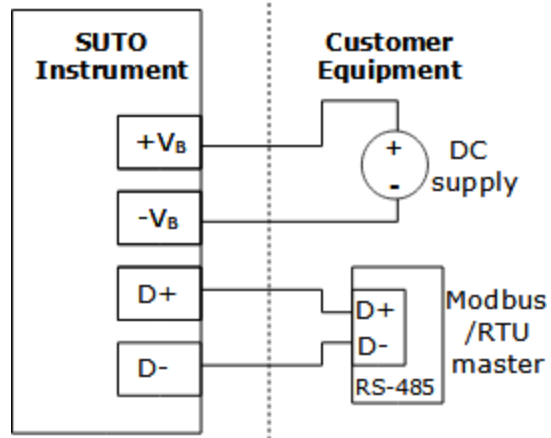 SUTO
Instrument
Customer
Equipment
+VB
-VB
D+
D-
+
-
DC
supply
D+
D-
RS-485
Modbus
/RTU
master